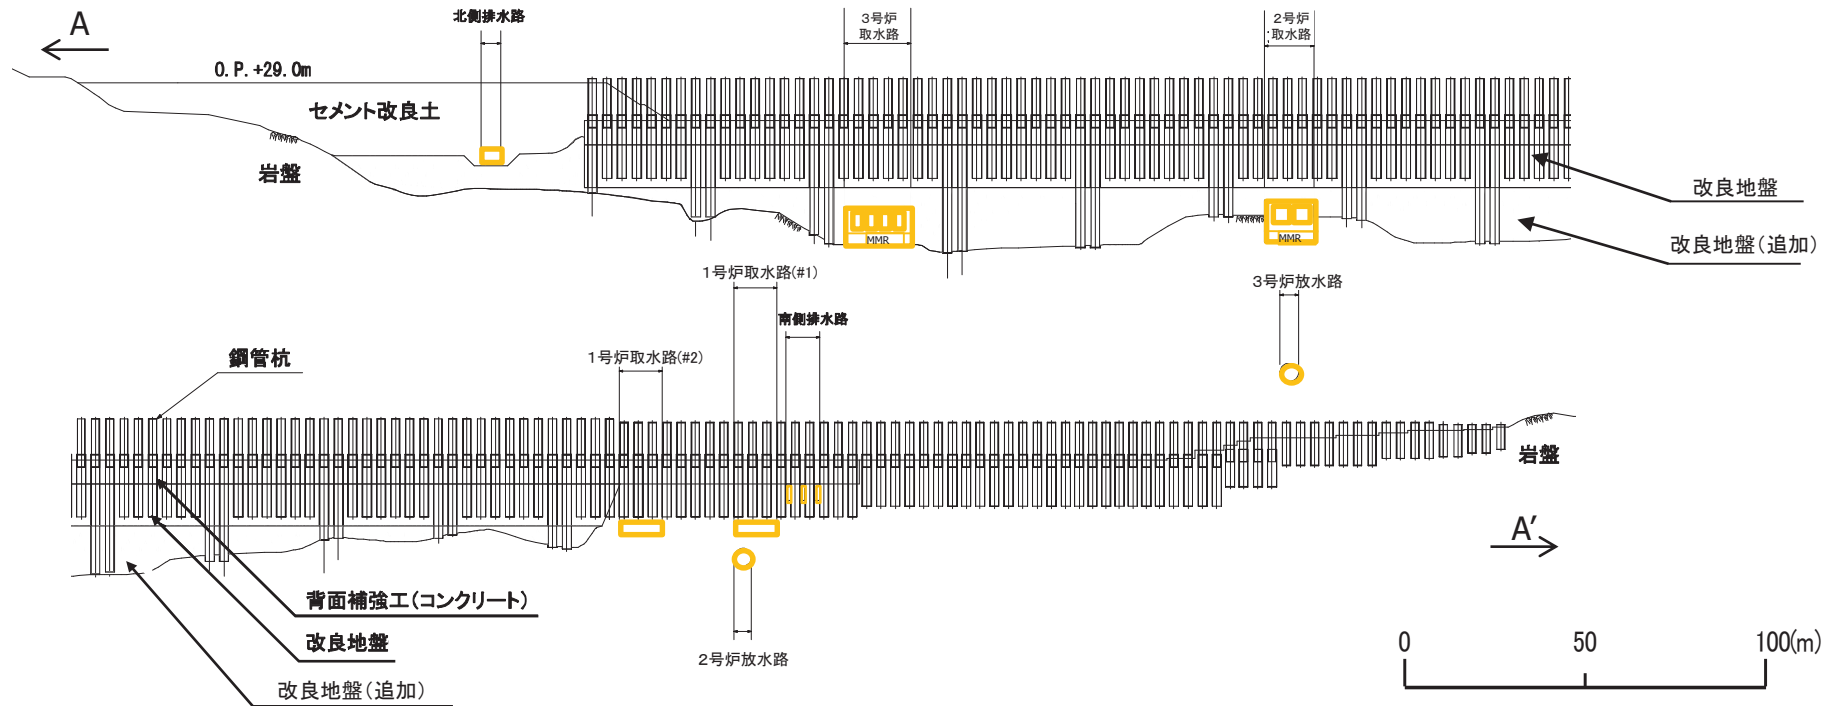 A
北側排水路
3号炉
取水路
2号炉
取水路
O.P.+29.0m
セメント改良土
岩盤
改良地盤
MMR
MMR
改良地盤(追加)
1号炉取水路(#1)
3号炉放水路
南側排水路
鋼管杭
1号炉取水路(#2)
岩盤
A′
背面補強工(コンクリート)
改良地盤
2号炉放水路
改良地盤(追加)
0 50 100(m)